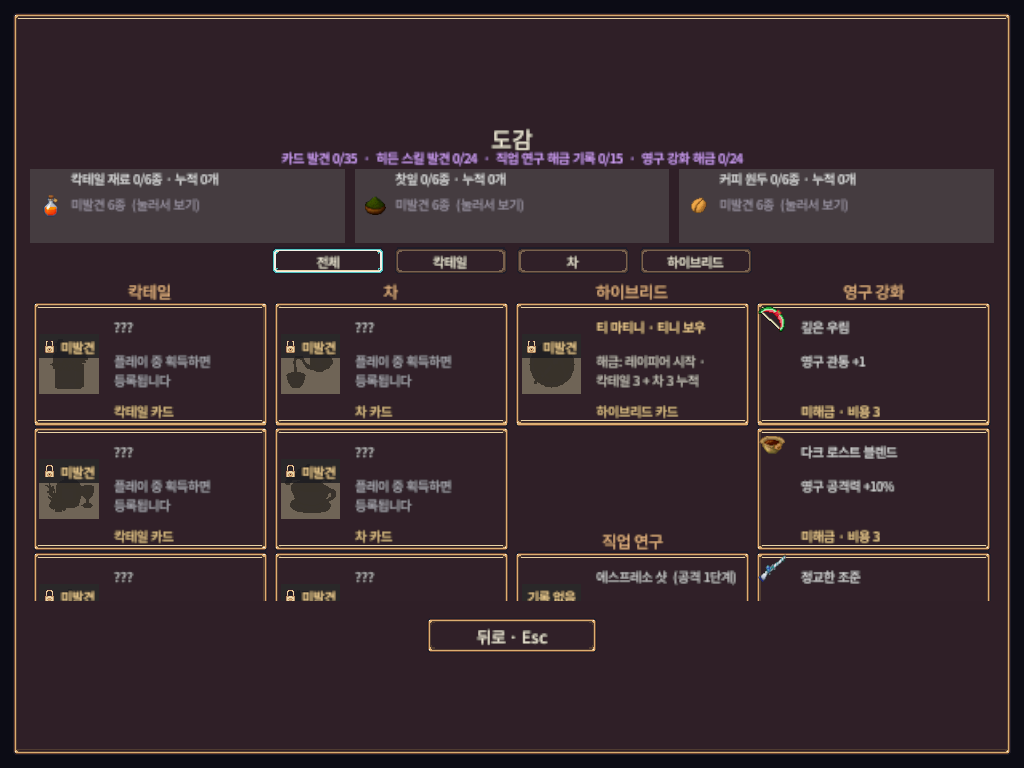 도감
카드 발견 0/35 · 히든 스킬 발견 0/24 · 직업 연구 해금 기록 0/15 · 영구 강화 해금 0/24
칵테일 재료 0/6종 · 누적 0개
미발견 6종 (눌러서 보기)
찻잎 0/6종 · 누적 0개
미발견 6종 (눌러서 보기)
커피 원두 0/6종 · 누적 0개
미발견 6종 (눌러서 보기)
전체
칵테일
차
하이브리드
칵테일
???
미발견
플레이 중 획득하면
등록됩니다
칵테일 카드
???
미발견
플레이 중 획득하면
등록됩니다
칵테일 카드
???
미발견
차
???
미발견
플레이 중 획득하면
등록됩니다
차 카드
???
미발견
플레이 중 획득하면
등록됩니다
차 카드
???
미발견
하이브리드
티 마티니 · 티니 보우
미발견
해금: 레이피어 시작 ·
칵테일 3 + 차 3 누적
하이브리드 카드
직업 연구
에스프레소 샷 (공격 1단계)
기록 없음
영구 강화
깊은 우림
영구 관통 +1
미해금 · 비용 3
다크 로스트 블렌드
영구 공격력 +10%
미해금 · 비용 3
정교한 조준
뒤로 · Esc